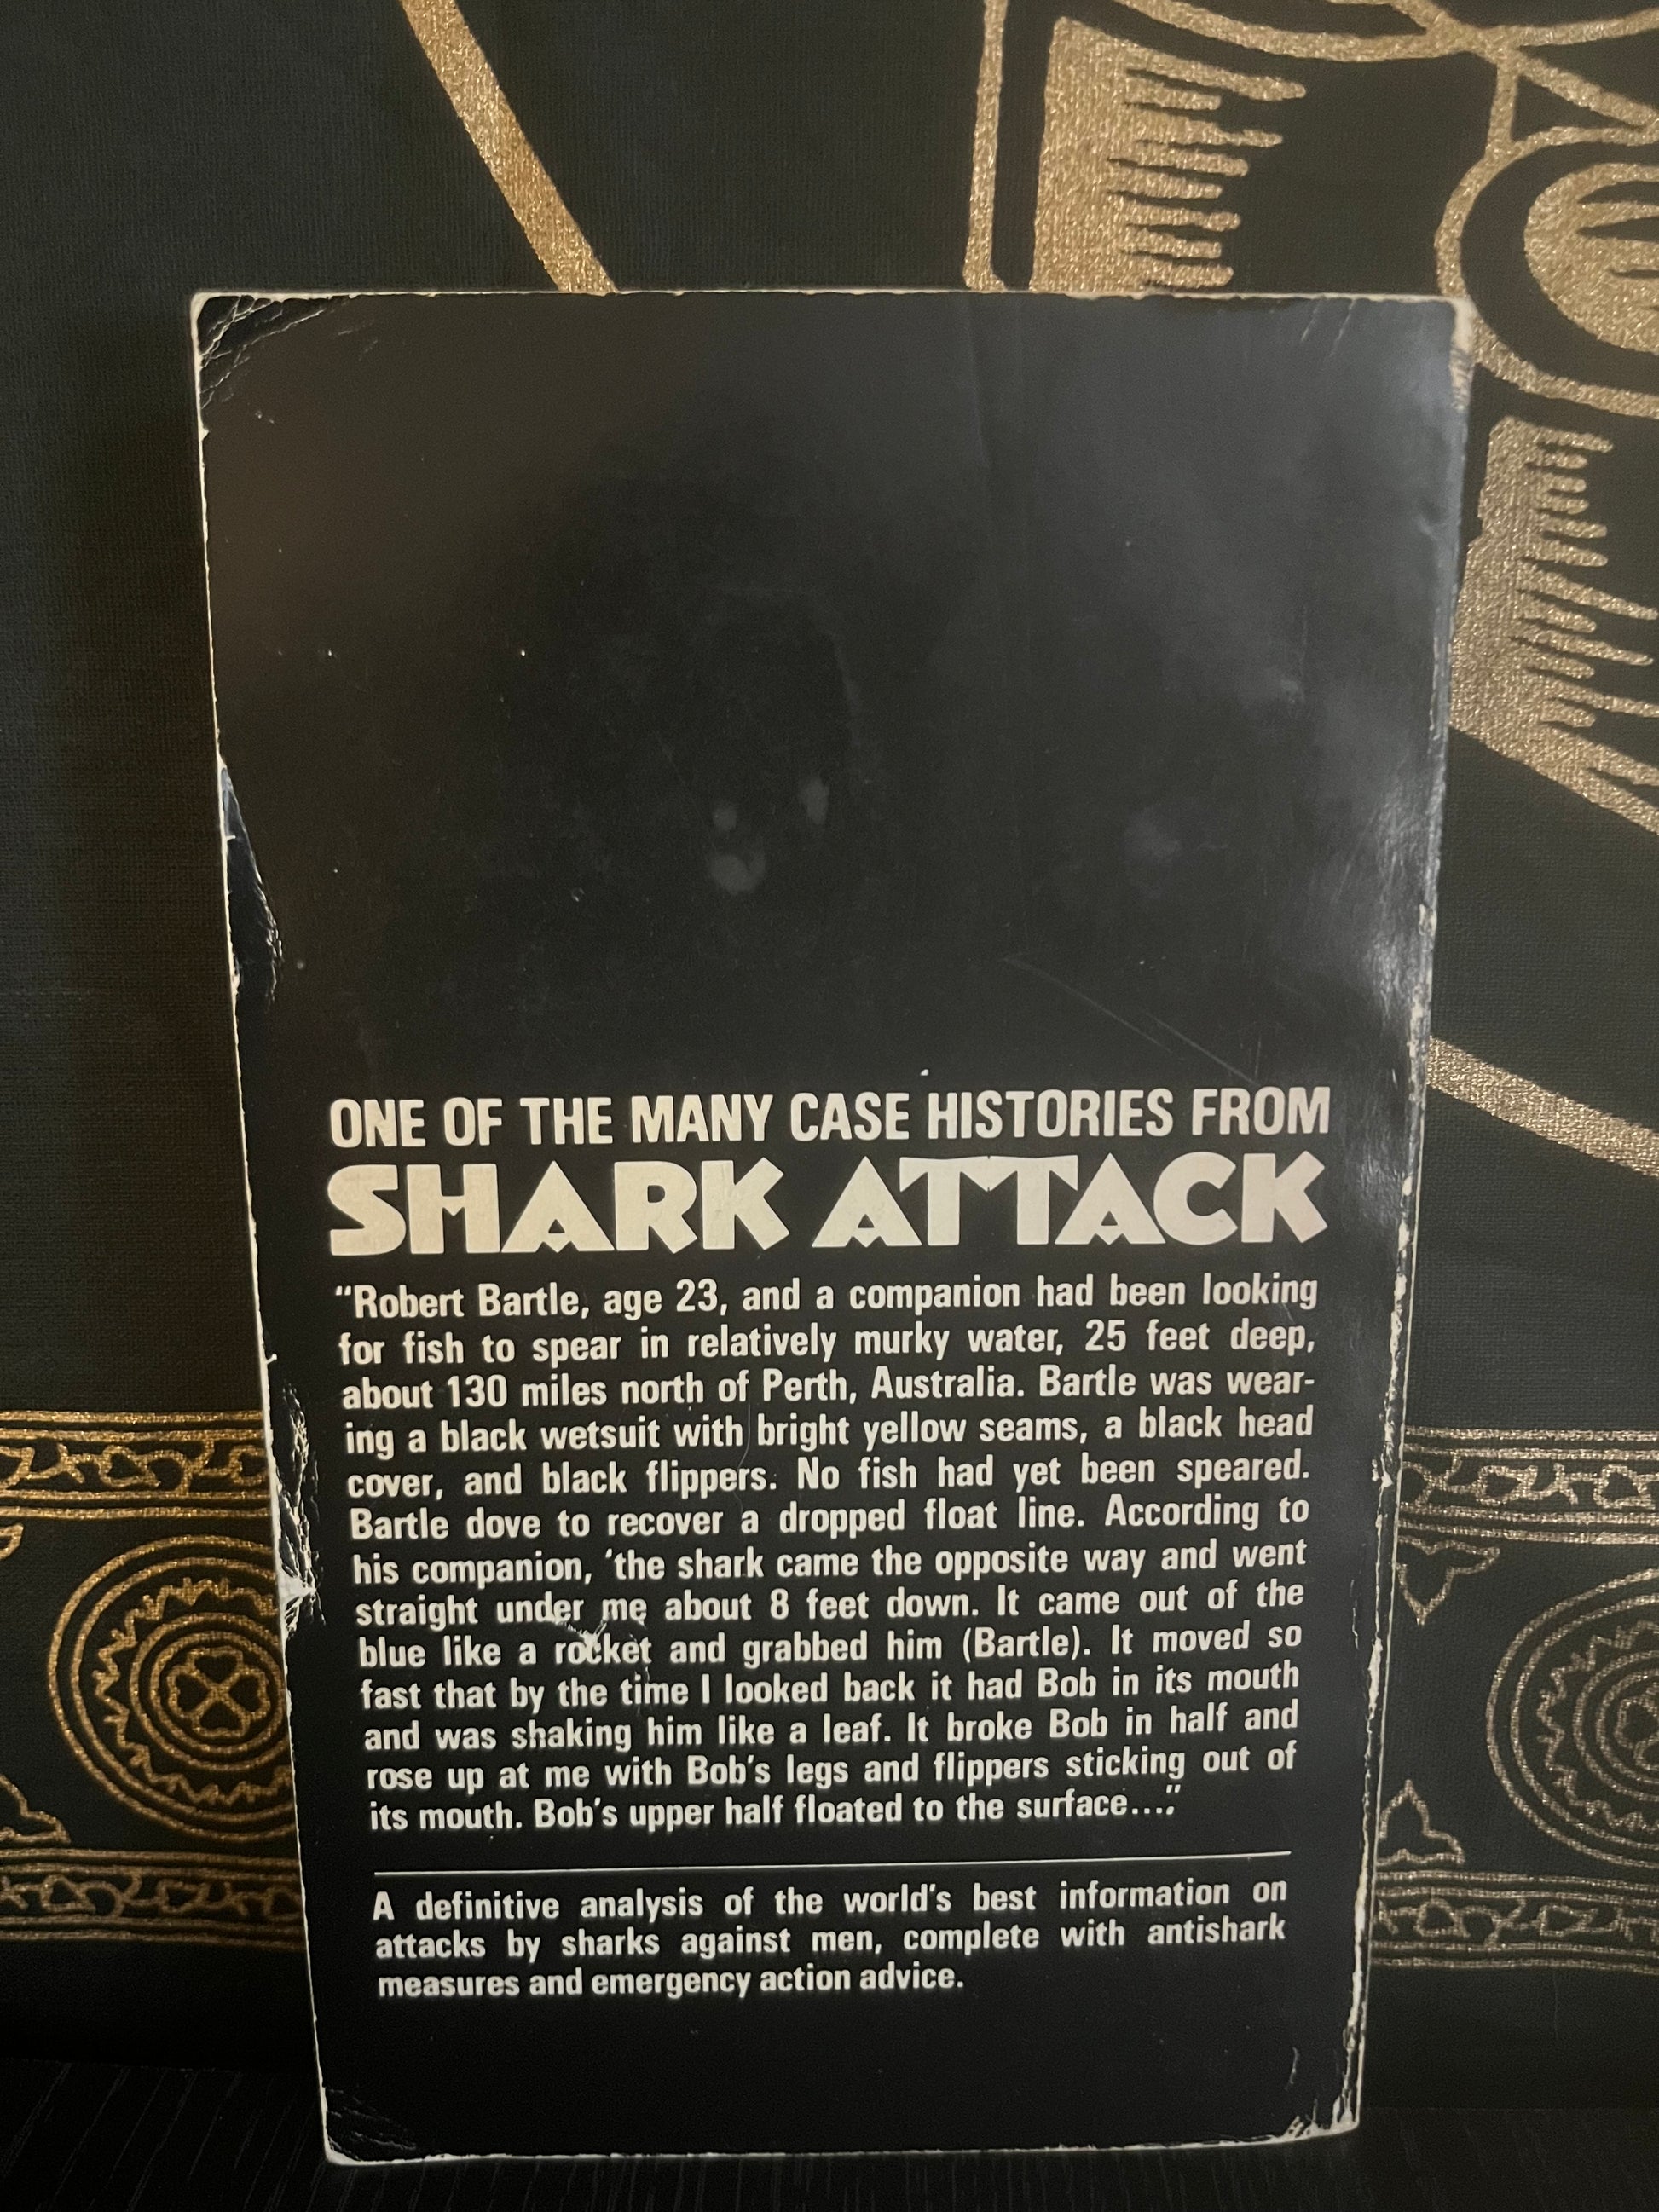 ONE OF THE MANY CASE HISTORIES FROM
SHARK ATTACK
“Robert Bartle, age 23, and a companion had been looking
for fish to spear in relatively murky water, 25 feet deep,
about 130 miles north of Perth, Australia. Bartle was wear-
ing a black wetsuit with bright yellow seams, a black head
cover, and black flippers. No fish had yet been speared.
Bartle dove to recover a dropped float line. According to
his companion, ‘the shark came the opposite way and went
straight under me about 8 feet down. It came out of the
blue like a rocket and grabbed him (Bartle). It moved so
fast that by the time I looked back it had Bob in its mouth
and was shaking him like a leaf. It broke Bob in half and
rose up at me with Bob’s legs and flippers sticking out of
its mouth. Bob’s upper half floated to the surface....”
A definitive analysis of the world’s best information on
attacks by sharks against men, complete with antishark
measures and emergency action advice.